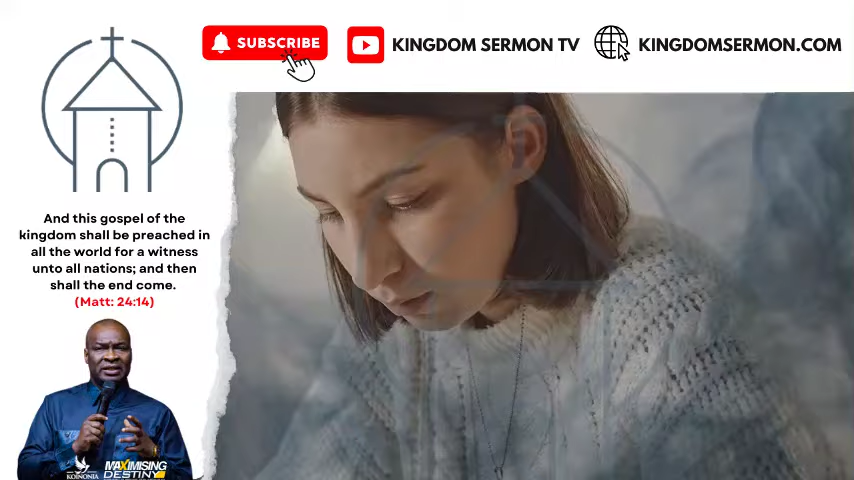 SUBSCRIBE
KINGDOM SERMON TV
KINGDOMSERMON.COM
And this gospel of the
kingdom shall be preached in
all the world for a witness
unto all nations; and then
shall the end come.
(Matt: 24:14)
KOINONIA
MAXIMISING
DESTINY